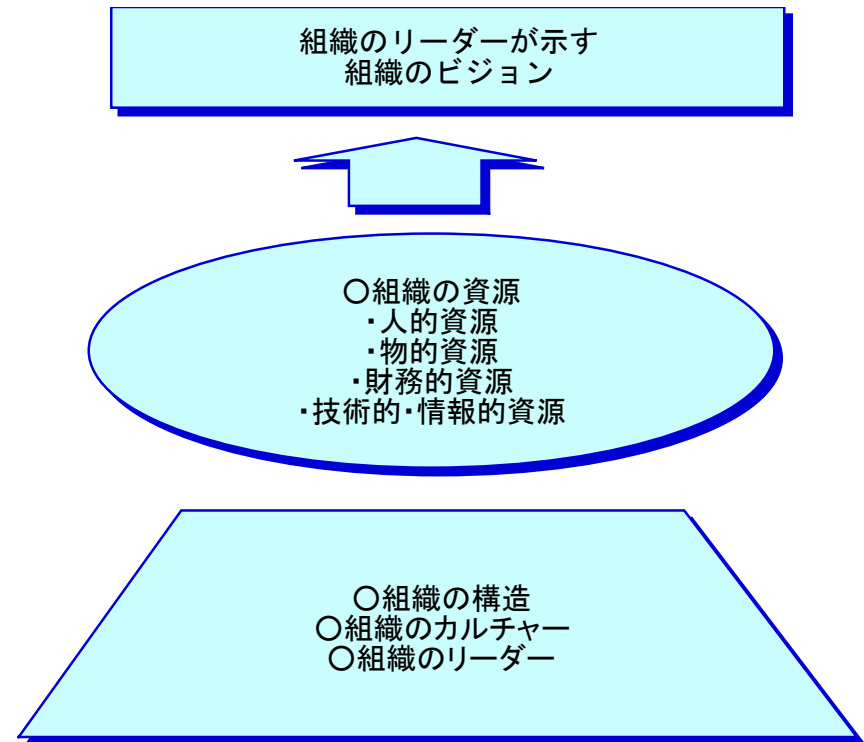 組織のリーダーが示す
組織のビジョン
○組織の資源
・人的資源
・物的資源
・財務的資源
・技術的・情報的資源
○組織の構造
○組織のカルチャー
○組織のリーダー